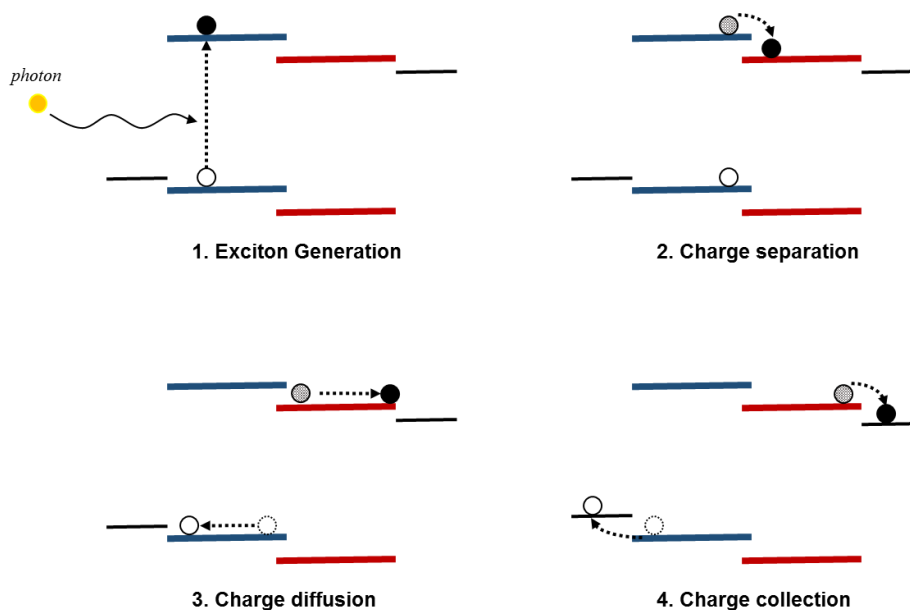 photon
1. Exciton Generation
2. Charge separation
3. Charge diffusion
4. Charge collection